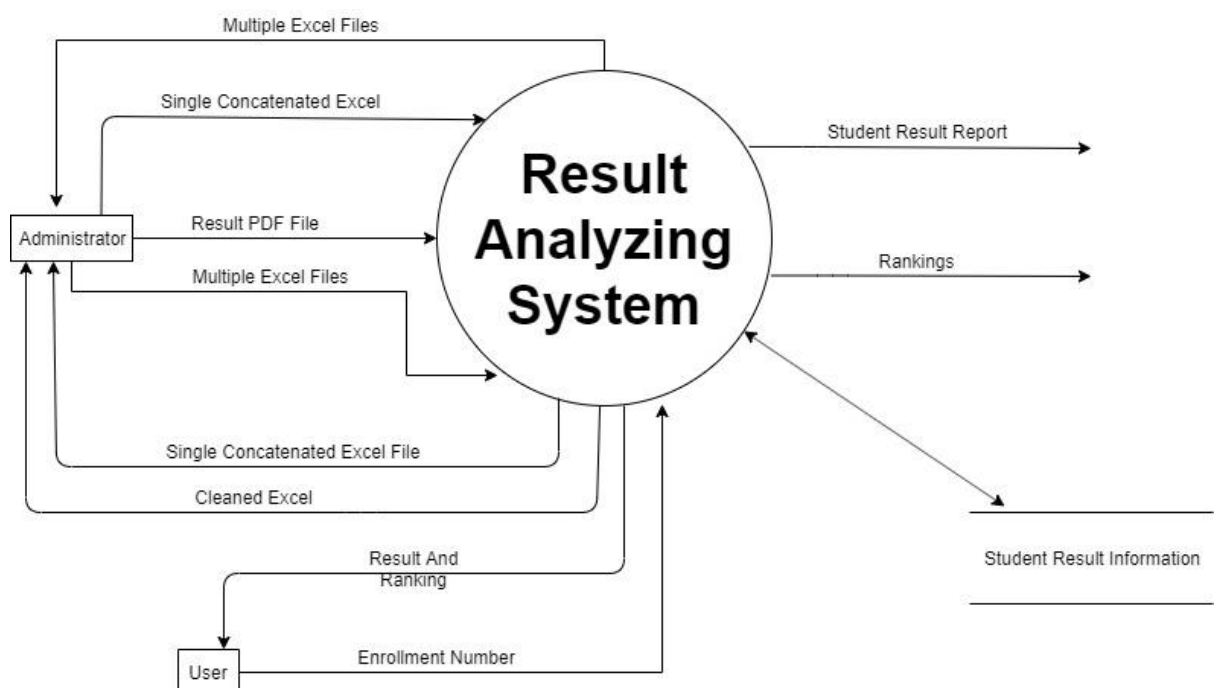 Multiple Excel Files
Single Concatenated Excel
Student Result Report
Result
Analyzing
System
Administrator
Result PDF File
Rankings
Multiple Excel Files
Single Concatenated Excel File
Cleaned Excel
Result And
Ranking
Student Result Information
Enrollment Number
User